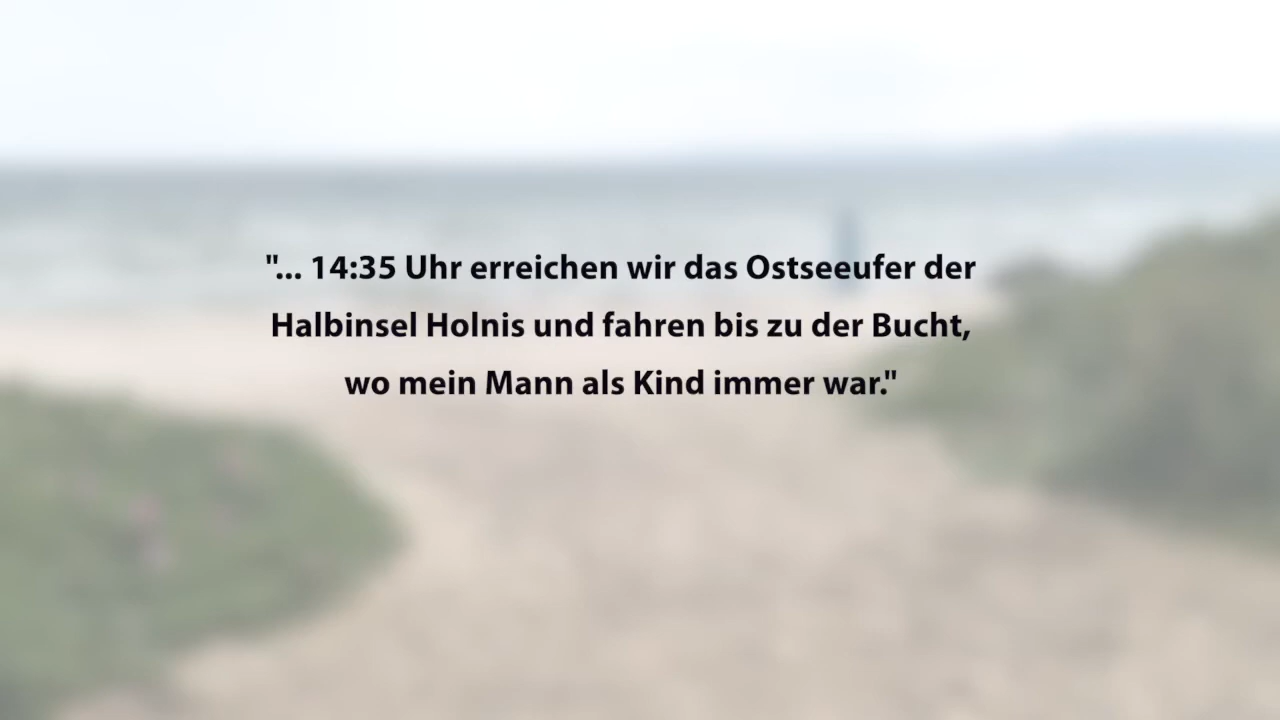 "... 14:35 Uhr erreichen wir das Ostseeufer der
Halbinsel Holnis und fahren bis zu der Bucht,
wo mein Mann als Kind immer war."